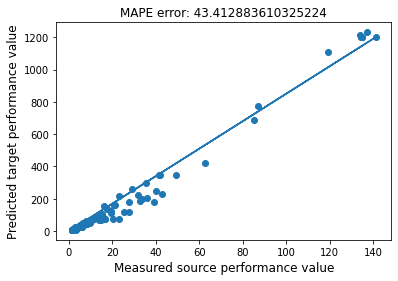 MAPE error: 43.412883610325224
1200
1000
800
600
400
200
0
Predicted target performance value
0 20 40 60 80 100 120 140
Measured source performance value